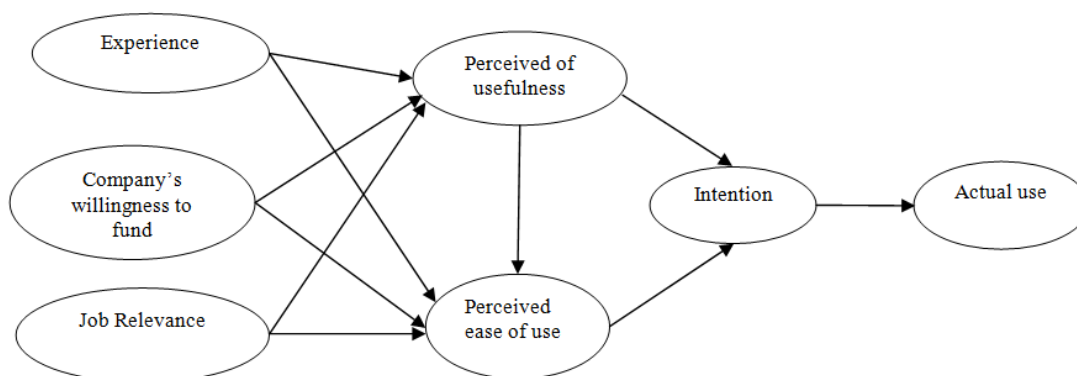 Experience
Perceived of
usefulness
Company’s
willingness to
fund
Intention
Actual use
Job Relevance
Perceived
ease of use